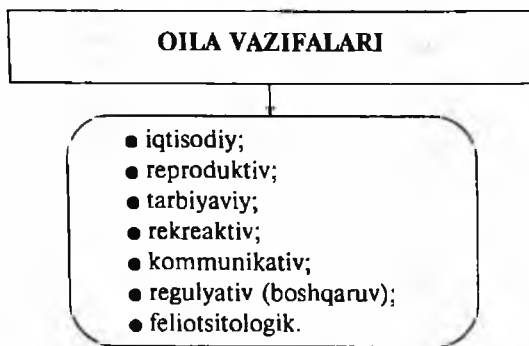 OILA VAZIFALARI
● iqtisodiy;
● reproduktiv;
● tarbiyaviy;
● rekreaktiv;
● kommunikativ;
● regulyativ (boshqaruv);
● feliotsitologik.